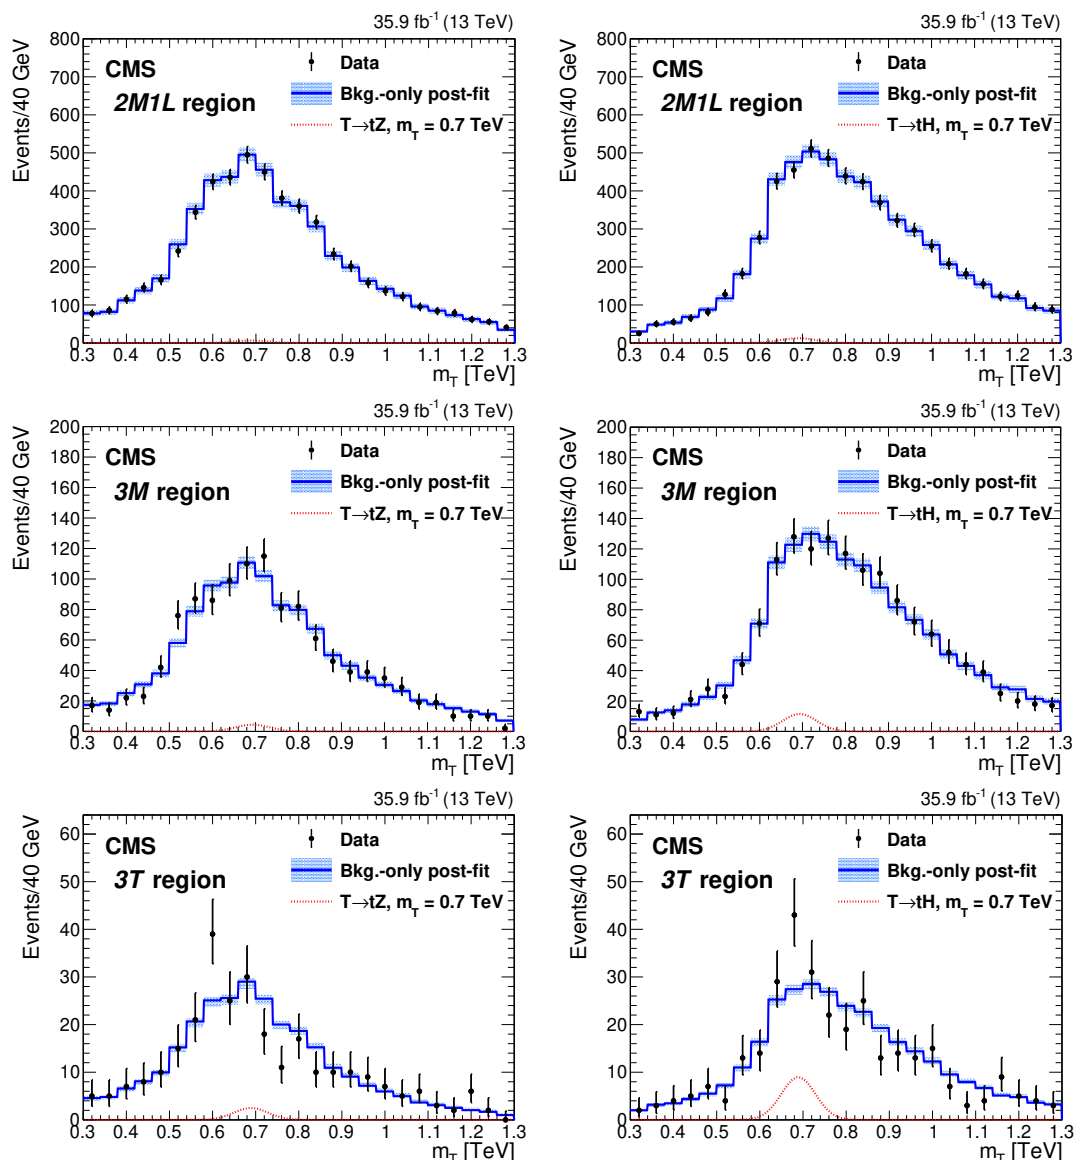 35.9 fb-1 (13 TeV)
Events/40 GeV
800
700
600
500
400
300
200
100
0
CMS
2M1L region
Data
Bkg.-only post-fit
T→tZ, mT = 0.7 TeV
0.3 0.4 0.5 0.6 0.7 0.8 0.9 1 1.1 1.2 1.3
mT [TeV]
35.9 fb-1 (13 TeV)
Events/40 GeV
800
700
600
500
400
300
200
100
0
CMS
2M1L region
Data
Bkg.-only post-fit
T→tH, mT = 0.7 TeV
0.3 0.4 0.5 0.6 0.7 0.8 0.9 1 1.1 1.2 1.3
mT [TeV]
35.9 fb-1 (13 TeV)
Events/40 GeV
200
180
160
140
120
100
80
60
40
20
0
CMS
3M region
Data
Bkg.-only post-fit
T→tZ, mT = 0.7 TeV
0.3 0.4 0.5 0.6 0.7 0.8 0.9 1 1.1 1.2 1.3
mT [TeV]
35.9 fb-1 (13 TeV)
Events/40 GeV
200
180
160
140
120
100
80
60
40
20
0
CMS
3M region
Data
Bkg.-only post-fit
T→tH, mT = 0.7 TeV
0.3 0.4 0.5 0.6 0.7 0.8 0.9 1 1.1 1.2 1.3
mT [TeV]
35.9 fb-1 (13 TeV)
Events/40 GeV
60
50
40
30
20
10
0
CMS
3T region
Data
Bkg.-only post-fit
T→tZ, mT = 0.7 TeV
0.3 0.4 0.5 0.6 0.7 0.8 0.9 1 1.1 1.2 1.3
mT [TeV]
35.9 fb-1 (13 TeV)
Events/40 GeV
60
50
40
30
20
10
0
CMS
3T region
Data
Bkg.-only post-fit
T→tH, mT = 0.7 TeV
0.3 0.4 0.5 0.6 0.7 0.8 0.9 1 1.1 1.2 1.3
mT [TeV]